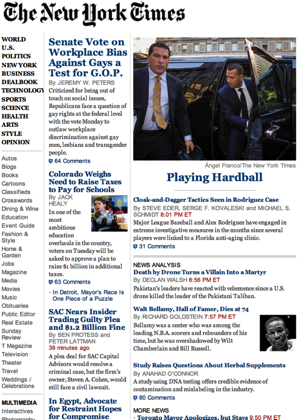 The New York Times
WORLD
U.S.
POLITICS
NEW YORK
BUSINESS
DEALBOOK
TECHNOLOGY
SPORTS
SCIENCE
HEALTH
ARTS
STYLE
OPINION
Autos
Blogs
Books
Cartoons
Classifieds
Crosswords
Dining & Wine
Education
Event Guide
Fashion &
Style
Home &
Garden
Jobs
Magazine
Media
Movies
Music
Obituaries
Public Editor
Real Estate
Sunday
Review
T Magazine
Television
Theater
Travel
Weddings /
Celebrations
MULTIMEDIA
Interactives
Photography
Senate Vote on
Workplace Bias
Against Gays a
Test for G.O.P.
By JEREMY W. PETERS
Criticized for being out of
touch on social issues,
Republicans face a question of
gay rights at the federal level
with the vote Monday to
outlaw workplace
discrimination against gay
men, lesbians and transgender
people.
64 Comments
Colorado Weighs
Need to Raise Taxes
to Pay for Schools
By JACK
HEALY
In one of the
most
ambitious
education
overhauls in the
country, voters
on Tuesday will be
asked to approve a plan to
raise $1 billion in additional
taxes.
63 Comments
· In Detroit, Mayor's Race Is
One Piece of a Puzzle
SAC Nears Insider
Trading Guilty Plea
and $1.2 Billion Fine
By BEN PROTESS and
PETER LATTMAN
39 minutes ago
A plea deal for SAC Capital
Advisors would resolve a
criminal case, but the firm's
owner, Steven A. Cohen, would
still face a civil lawsuit.
In Egypt, Advocate
for Restraint Hopes
for Compromise
Ángel Franco/The New York Times
Playing Hardball
Cloak-and-Dagger Tactics Seen in Rodriguez Case
By STEVE EDER, SERGE F. KOVALESKI and MICHAEL S.
SCHMIDT 8:01 PM ET
Major League Baseball and Alex Rodriguez have engaged in
extensive investigative measures in the months since several
players were linked to a Florida anti-aging clinic.
31 Comments
NEWS ANALYSIS
Death by Drone Turns a Villain Into a Martyr
By DECLAN WALSH 8:56 PM ET
Pakistan's leaders have reacted with vehemence since a U.S.
drone killed the leader of the Pakistani Taliban.
Walt Bellamy, Hall of Famer, Dies at 74
By RICHARD GOLDSTEIN 7:57 PM ET
Bellamy was a center who was among the
leading N.B.A. scorers and rebounders of his
time, but he was overshadowed by Wilt
Chamberlain and Bill Russell.
Study Raises Questions About Herbal Supplements
By ANAHAD O'CONNOR
A study using DNA testing offers credible evidence of
contamination and mislabeling in the industry.
80 Comments
MORE NEWS
· Toronto Mayor Apologizes, but Stays 9:50 PM ET